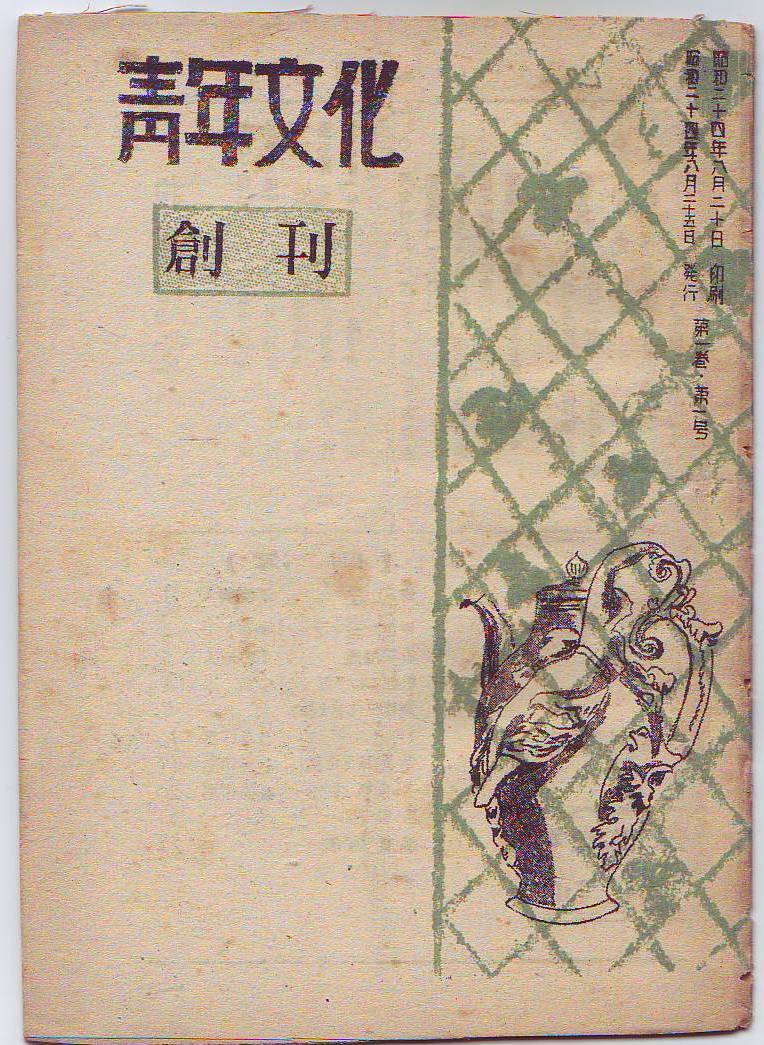 青年文化
創刊
昭和二十四年八月二十日 印刷
昭和二十四年八月二十五日 発行
第一巻・第一号